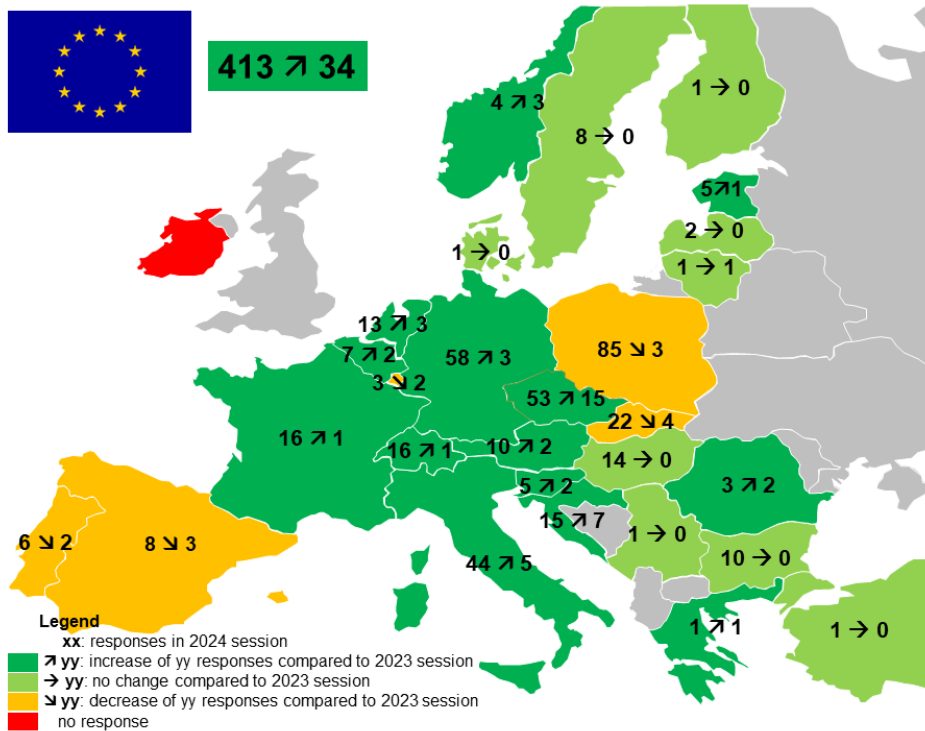 413 ↗ 34
4 ↗ 3
8 → 0
1 → 0
5↗1
2 → 0
1 → 1
1 → 0
13 ↗ 3
7 ↗ 2
3 ↘ 2
58 ↗ 3
85 ↘ 3
53 ↗ 15
22 ↘ 4
16 ↗ 1
16 ↗ 1
10 ↗ 2
14 → 0
5 ↗ 2
3 ↗ 2
15 ↗ 7
1 → 0
10 → 0
6 ↘ 2
8 ↘ 3
44 ↗ 5
1 ↗ 1
1 → 0
Legend
xx: responses in 2024 session
↗ yy: increase of yy responses compared to 2023 session
→ yy: no change compared to 2023 session
↘ yy: decrease of yy responses compared to 2023 session
no response